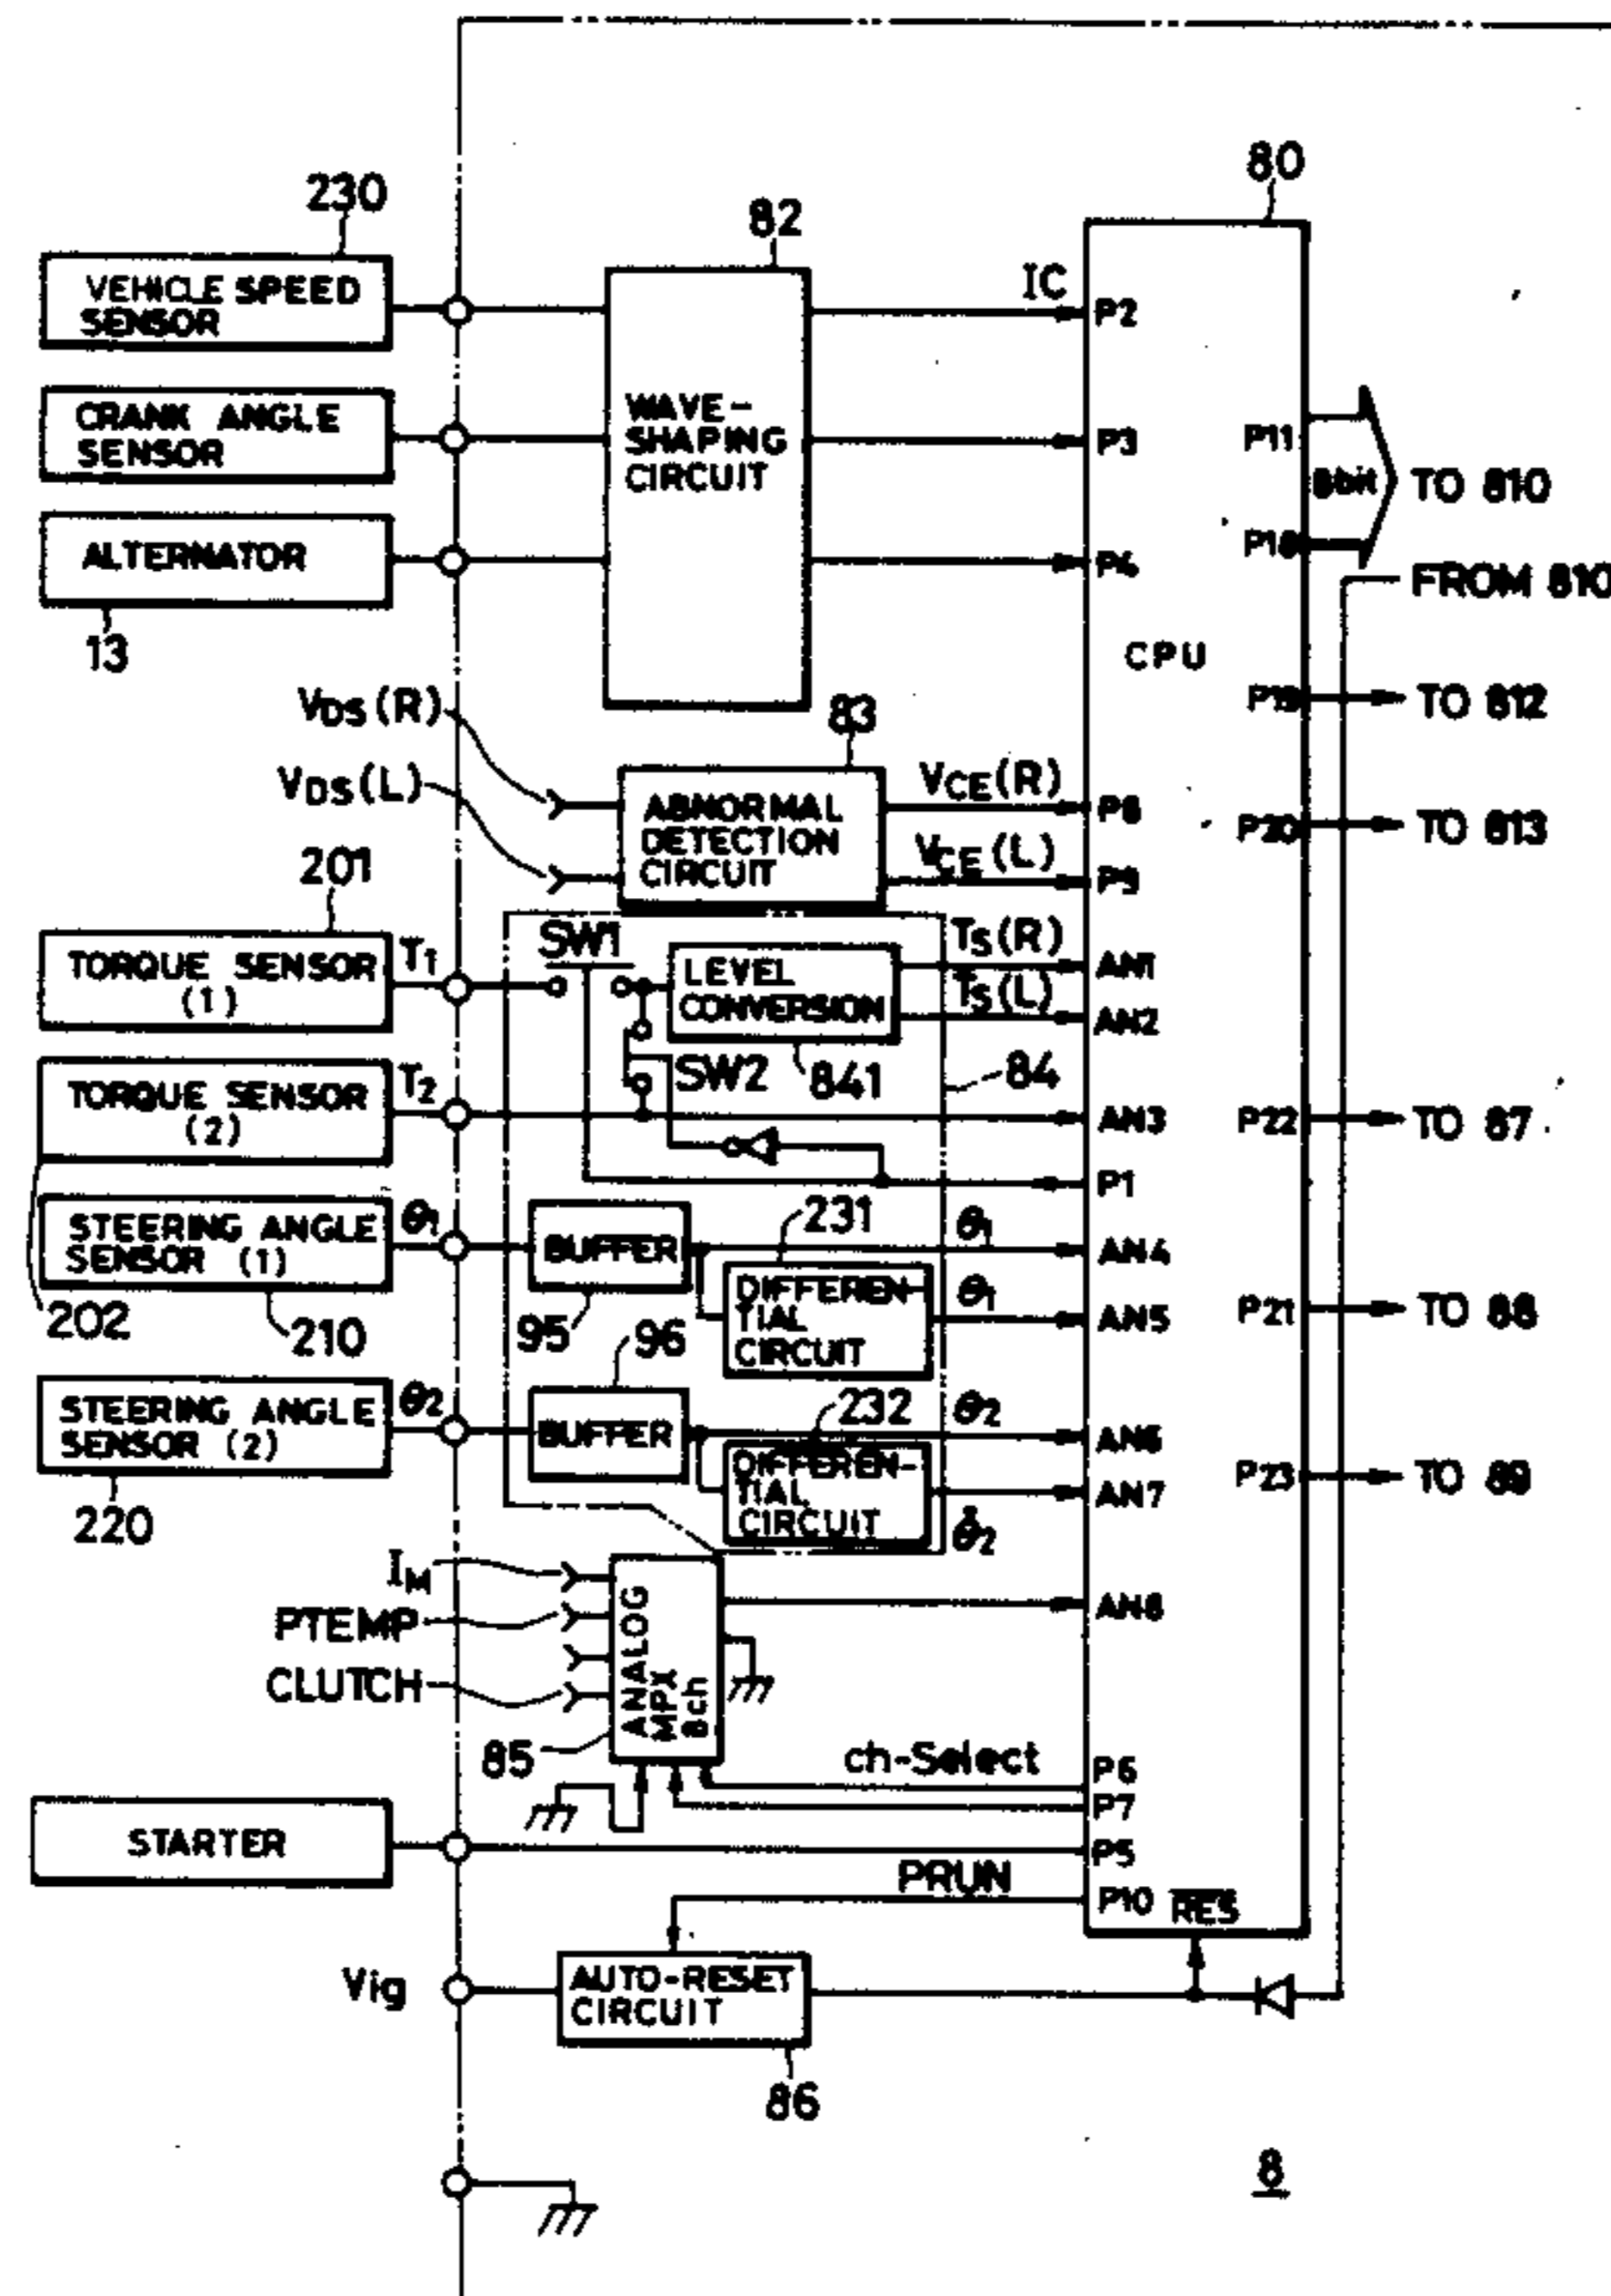 80
230
82
VEHICLE SPEED
SENSOR
IC
P2
CRANK ANGLE
SENSOR
WAVE-
SHAPING
CIRCUIT
P3
P11
8bit
TO 810
ALTERNATOR
P4
P18
FROM 810
13
CPU
VDS(R)
83
P19
TO 812
VDS(L)
ABNORMAL
DETECTION
CIRCUIT
VCE(R)
P8
P20
TO 813
VCE(L)
P9
201
TORQUE SENSOR
(1)
T1
SW1
LEVEL
CONVERSION
TS(R)
AN1
TS(L)
AN2
TORQUE SENSOR
(2)
T2
SW2
841
84
AN3
P22
TO 87
P1
STEERING ANGLE
SENSOR (1)
θ1
BUFFER
231
θ1
AN4
DIFFEREN-
TIAL
CIRCUIT
θ1
AN5
P21
TO 88
202
210
95
96
STEERING ANGLE
SENSOR (2)
θ2
BUFFER
232
θ2
AN6
DIFFEREN-
TIAL
CIRCUIT
AN7
P23
TO 89
220
θ̇2
IM
PTEMP
CLUTCH
ANALOG
MPX
8ch
AN8
85
ch-Select
P6
P7
STARTER
P5
PRUN
P10
RES
Vig
AUTO-RESET
CIRCUIT
86
8